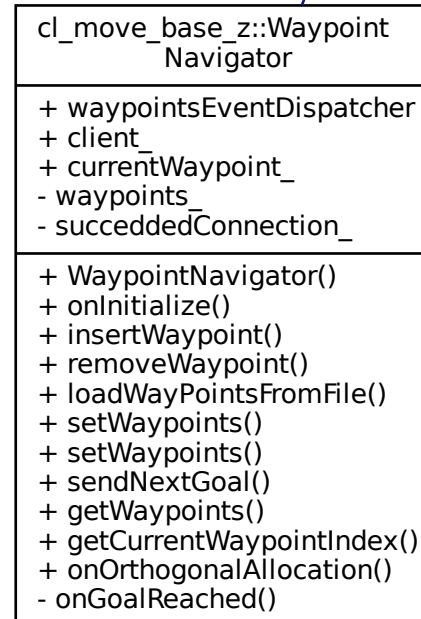 cl_move_base_z::Waypoint
Navigator
+ waypointsEventDispatcher
+ client_
+ currentWaypoint_
- waypoints_
- succeddedConnection_
+ WaypointNavigator()
+ onInitialize()
+ insertWaypoint()
+ removeWaypoint()
+ loadWayPointsFromFile()
+ setWaypoints()
+ setWaypoints()
+ sendNextGoal()
+ getWaypoints()
+ getCurrentWaypointIndex()
+ onOrthogonalAllocation()
- onGoalReached()